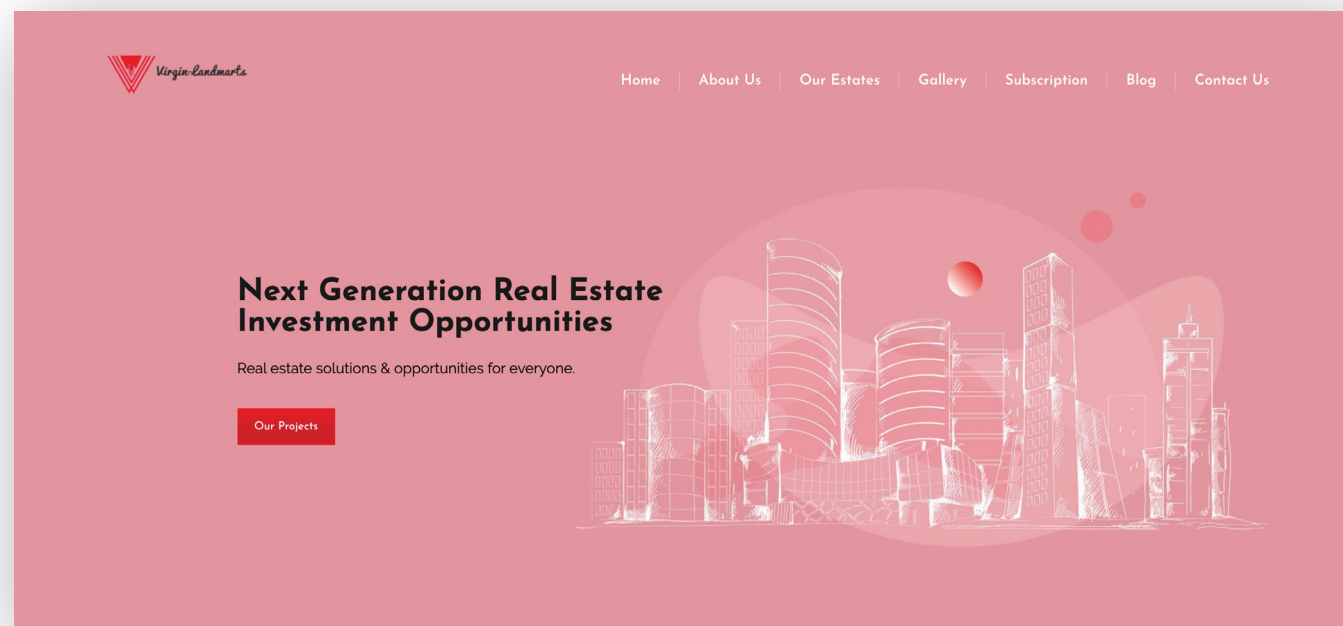 Virgin-Landmarts
Home
About Us
Our Estates
Gallery
Subscription
Blog
Contact Us
Next Generation Real Estate
Investment Opportunities
Real estate solutions & opportunities for everyone.
Our Projects